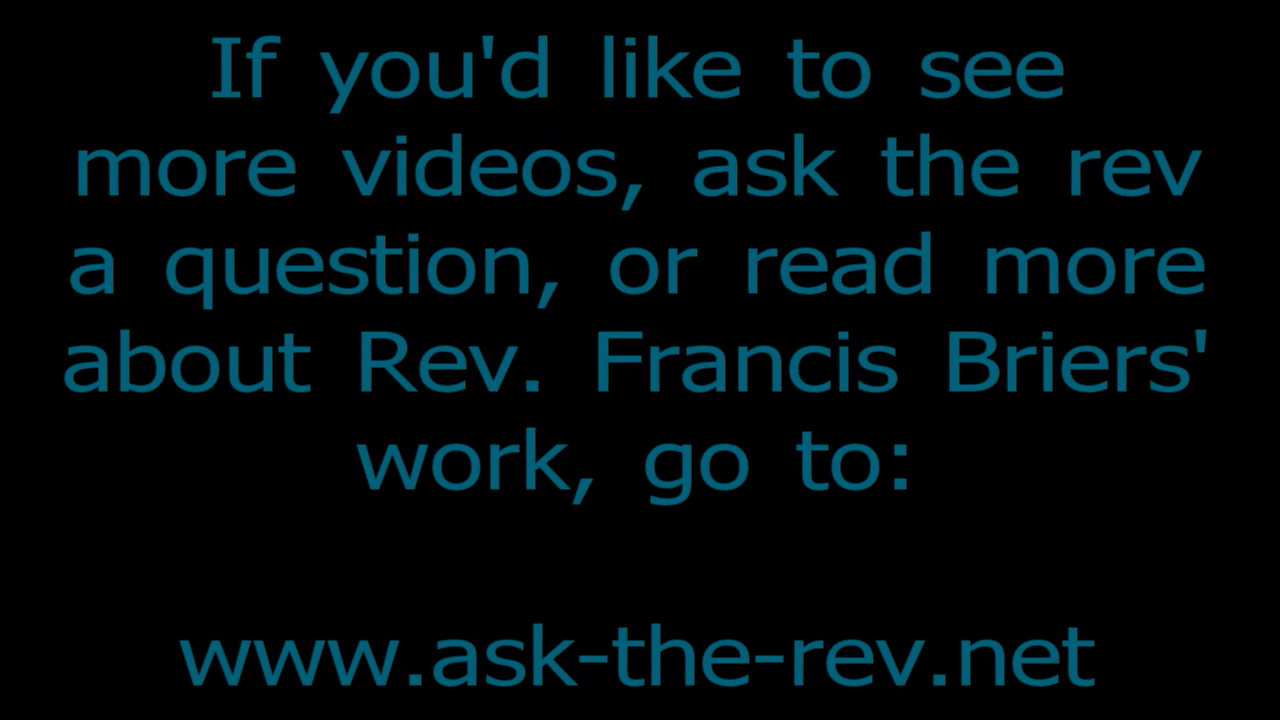 If you'd like to see
more videos, ask the rev
a question, or read more
about Rev. Francis Briers'
work, go to:
www.ask-the-rev.net